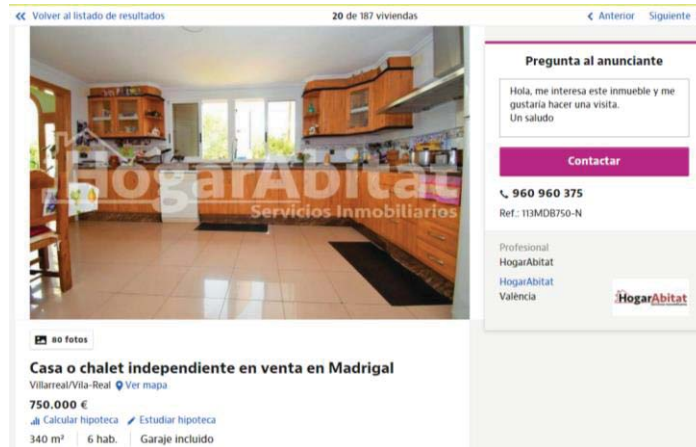 Volver al listado de resultados
20 de 187 viviendas
Anterior Siguiente
HogarAbitat
Servicios Inmobiliarios
80 fotos
Casa o chalet independiente en venta en Madrigal
Villarreal/Vila-Real Ver mapa
750.000 €
Calcular hipoteca Estudiar hipoteca
340 m² 6 hab. Garaje incluido
Pregunta al anunciante
Hola, me interesa este inmueble y me
gustaría hacer una visita.
Un saludo
Contactar
960 960 375
Ref.: 113MDB750-N
Profesional
HogarAbitat
HogarAbitat
València
HogarAbitat